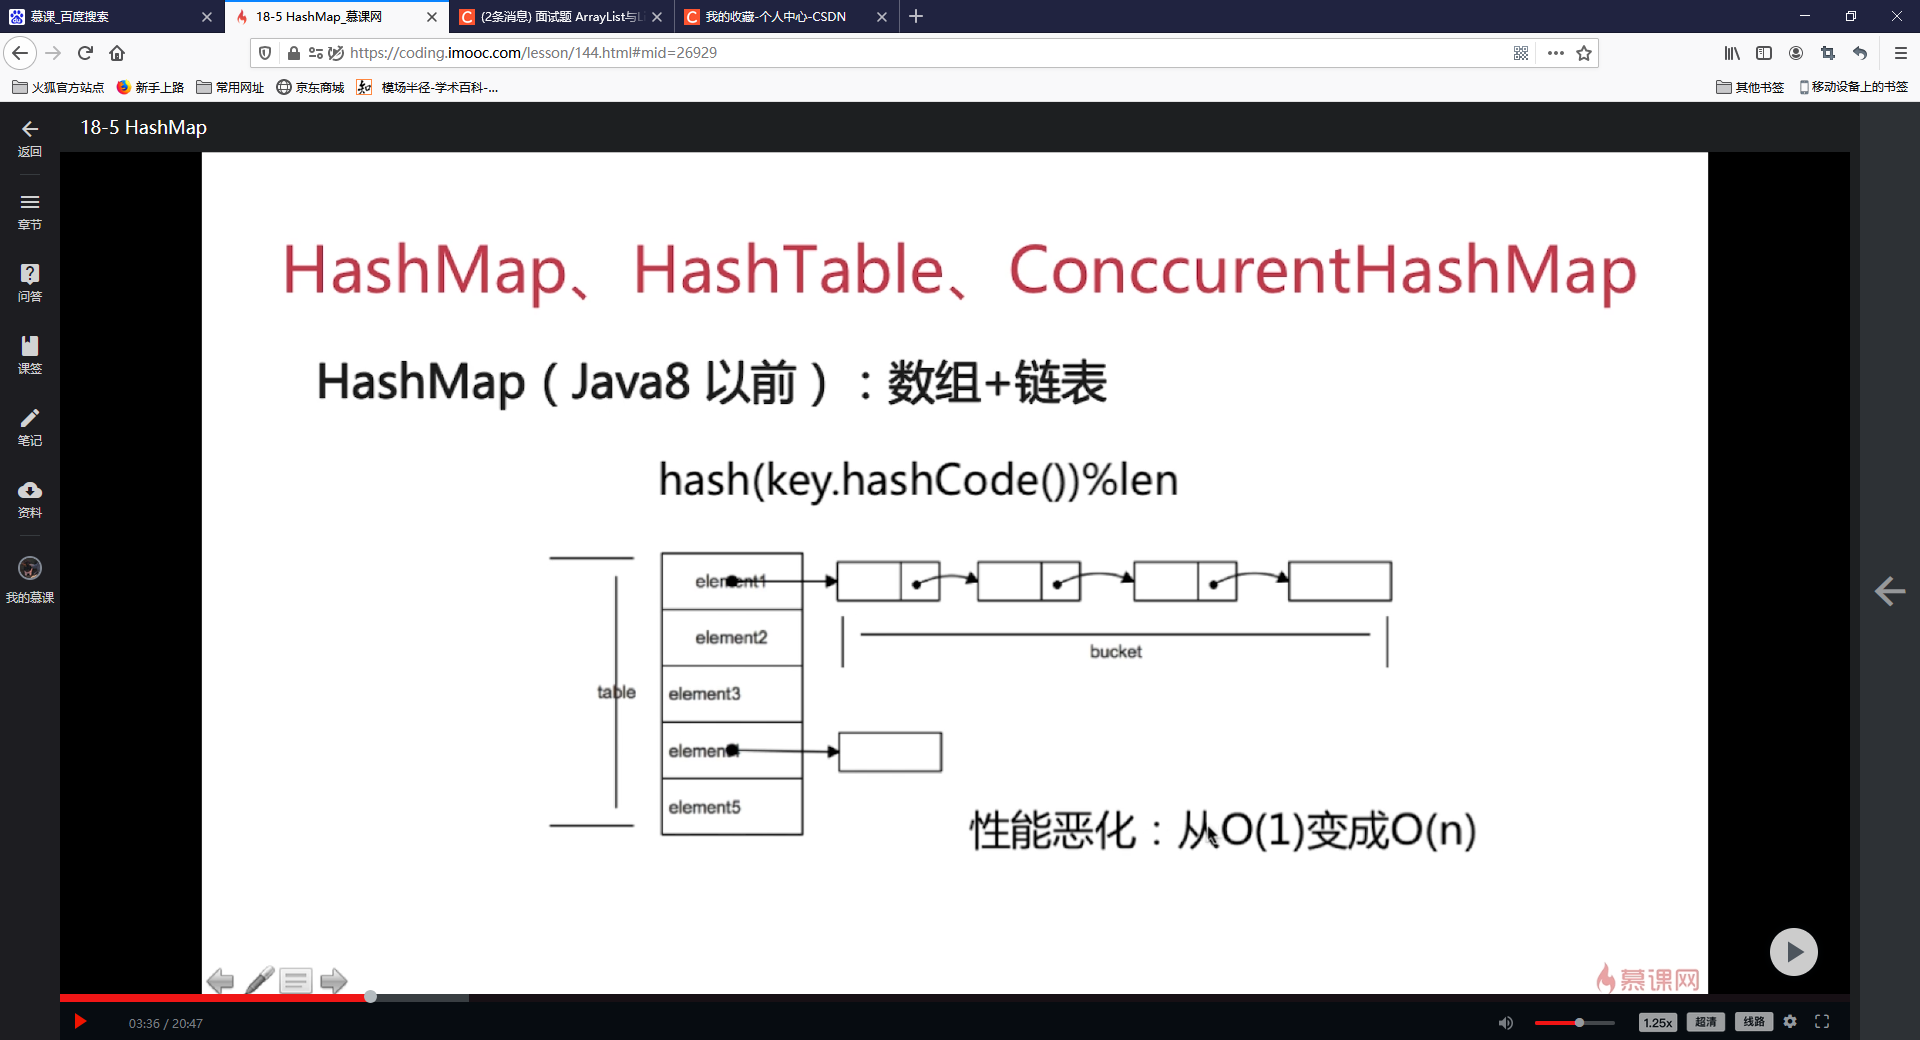 慕课_百度搜索
18-5 HashMap_慕课网
(2条消息) 面试题 ArrayList与Li
我的收藏-个人中心-CSDN
https://coding.imooc.com/lesson/144.html#mid=26929
火狐官方站点
新手上路
常用网址
京东商城
模场半径-学术百科-...
其他书签
移动设备上的书签
返回
18-5 HashMap
章节
问答
课签
笔记
资料
我的慕课
HashMap、HashTable、ConccurentHashMap
HashMap（Java8 以前）：数组+链表
hash(key.hashCode())%len
element1
element2
bucket
table
element3
element4
element5
性能恶化：从O(1)变成O(n)
慕课网
03:36 / 20:47
1.25x
超清
线路